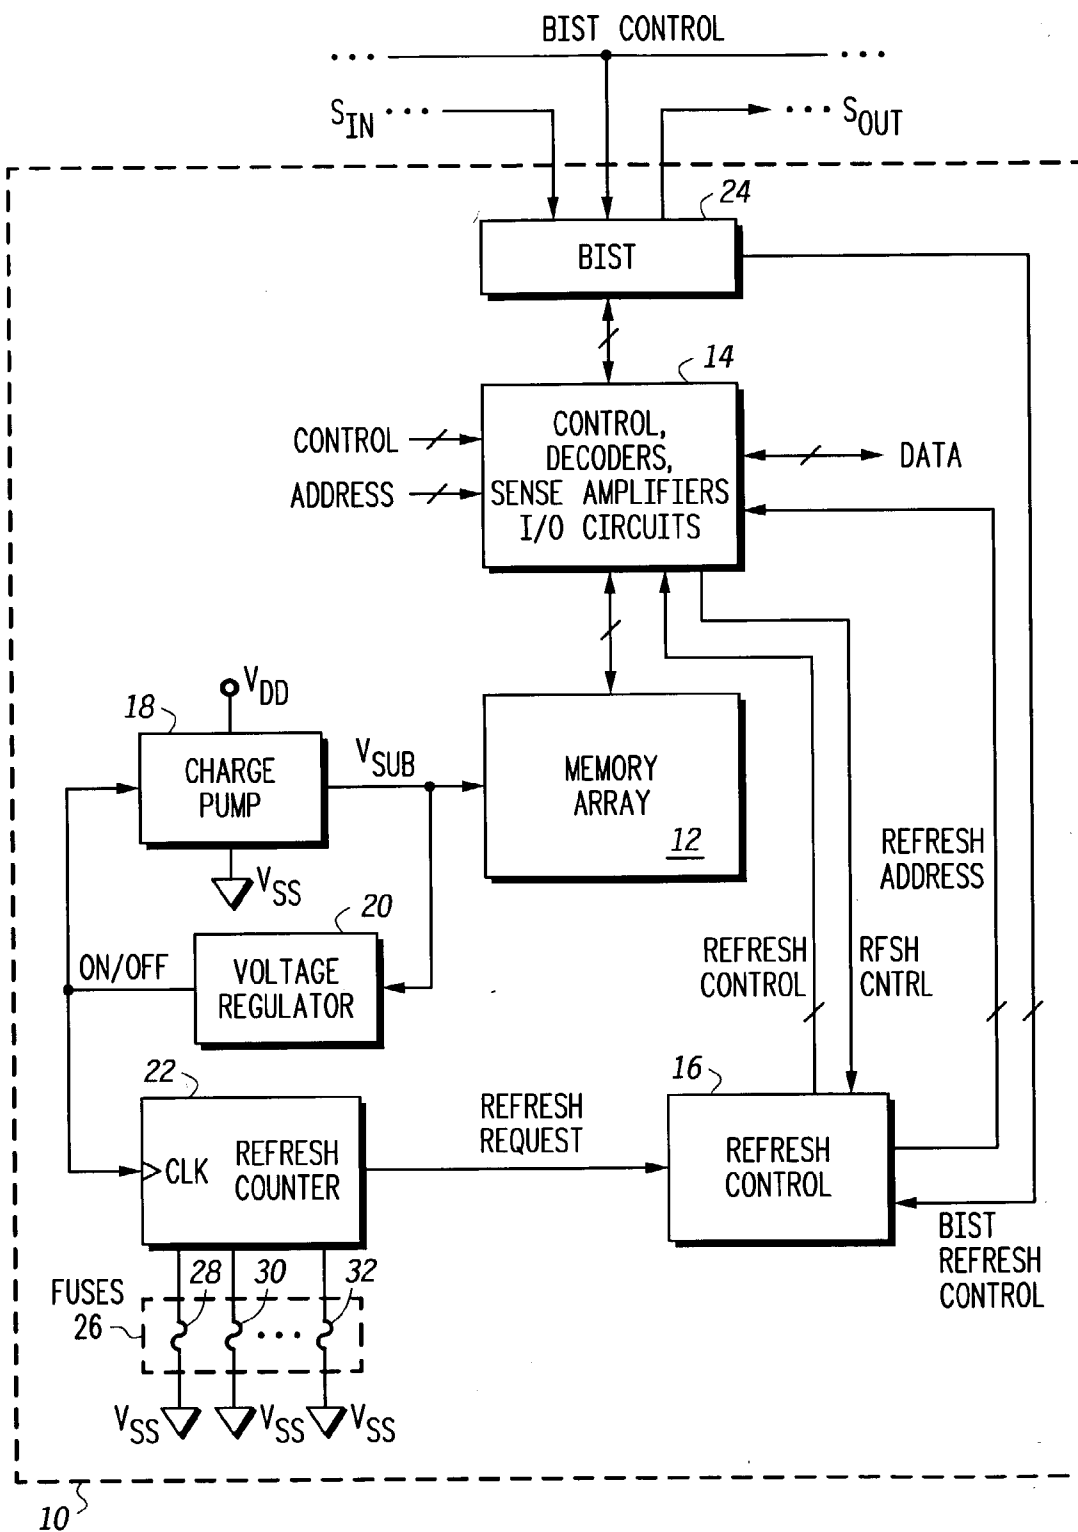 BIST CONTROL
SIN
SOUT
24
BIST
14
CONTROL
ADDRESS
CONTROL,
DECODERS,
SENSE AMPLIFIERS
I/O CIRCUITS
DATA
VDD
18
CHARGE
PUMP
VSUB
MEMORY
ARRAY
12
VSS
REFRESH
ADDRESS
20
ON/OFF
VOLTAGE
REGULATOR
REFRESH
CONTROL
RFSH
CNTRL
22
CLK
REFRESH
COUNTER
REFRESH
REQUEST
16
REFRESH
CONTROL
BIST
REFRESH
CONTROL
FUSES
26
28
30
32
VSS
VSS
VSS
10